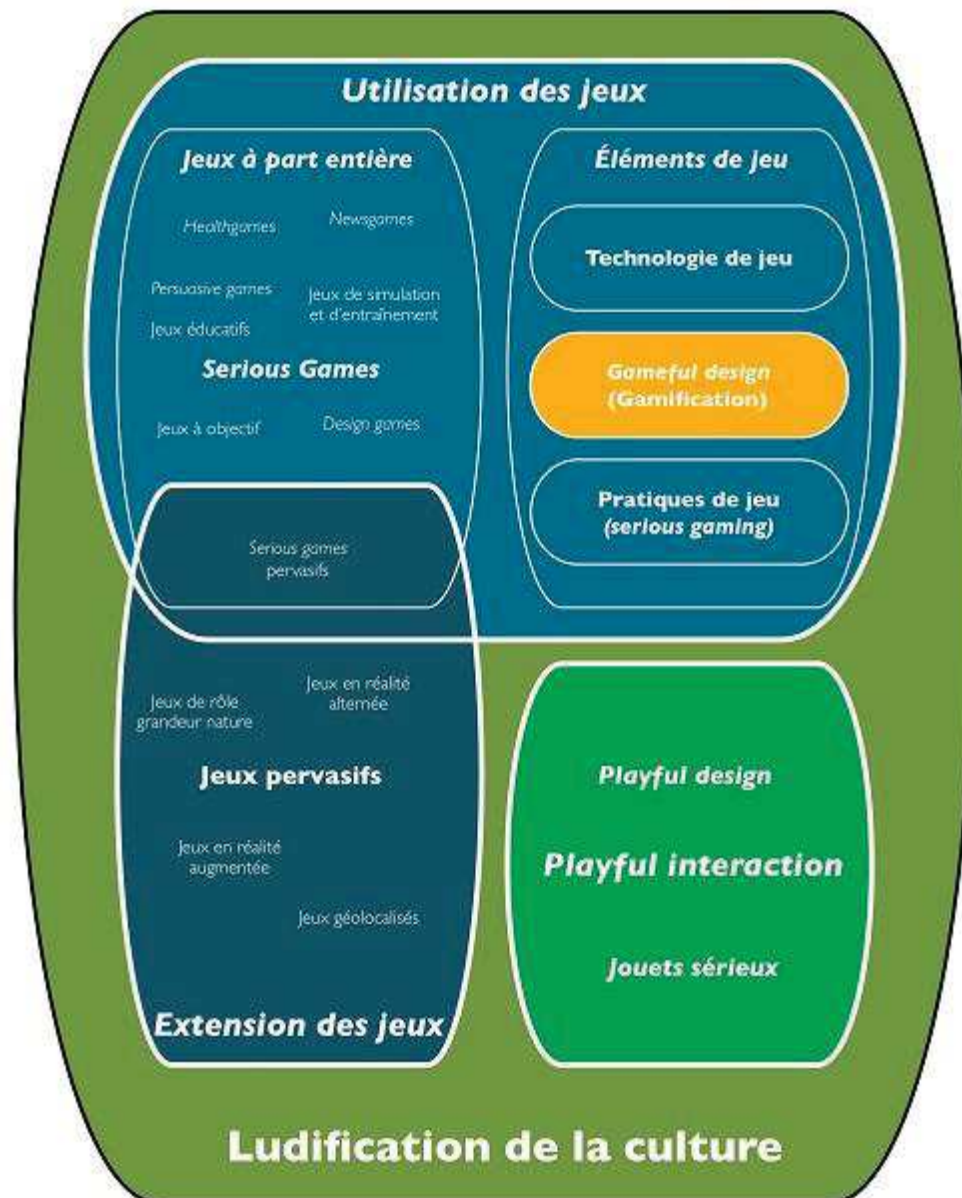 Utilisation des jeux
Jeux à part entière
Healthgames
Newsgames
Persuasive games
Jeux de simulation
et d'entraînement
Jeux éducatifs
Serious Games
Jeux à objectif
Design games
Éléments de jeu
Technologie de jeu
Gameful design
(Gamification)
Pratiques de jeu
(serious gaming)
Serious games
pervasifs
Jeux de rôle
grandeur nature
Jeux en réalité
alternée
Jeux pervasifs
Jeux en réalité
augmentée
Jeux géolocalisés
Extension des jeux
Playful design
Playful interaction
Jouets sérieux
Ludification de la culture